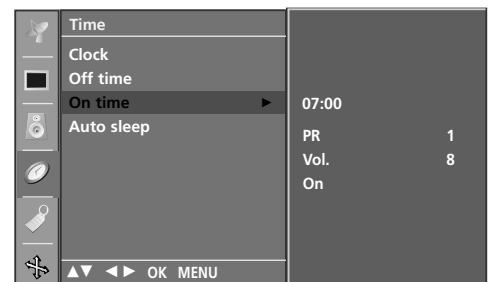 Time
Clock
Off time
On time ►
Auto sleep
▲▼ ◄► OK MENU
07:00
PR 1
Vol. 8
On